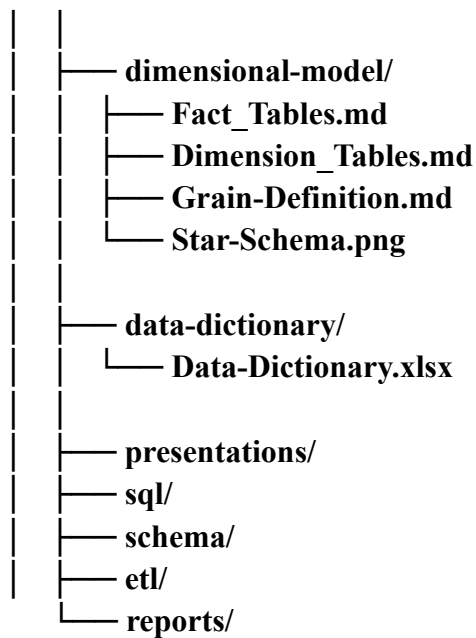 │   │
│   ├── dimensional-model/
│   │   ├── Fact_Tables.md
│   │   ├── Dimension_Tables.md
│   │   ├── Grain-Definition.md
│   │   └── Star-Schema.png
│   │
│   ├── data-dictionary/
│   │   └── Data-Dictionary.xlsx
│   │
│   ├── presentations/
│   ├── sql/
│   ├── schema/
│   ├── etl/
    └── reports/